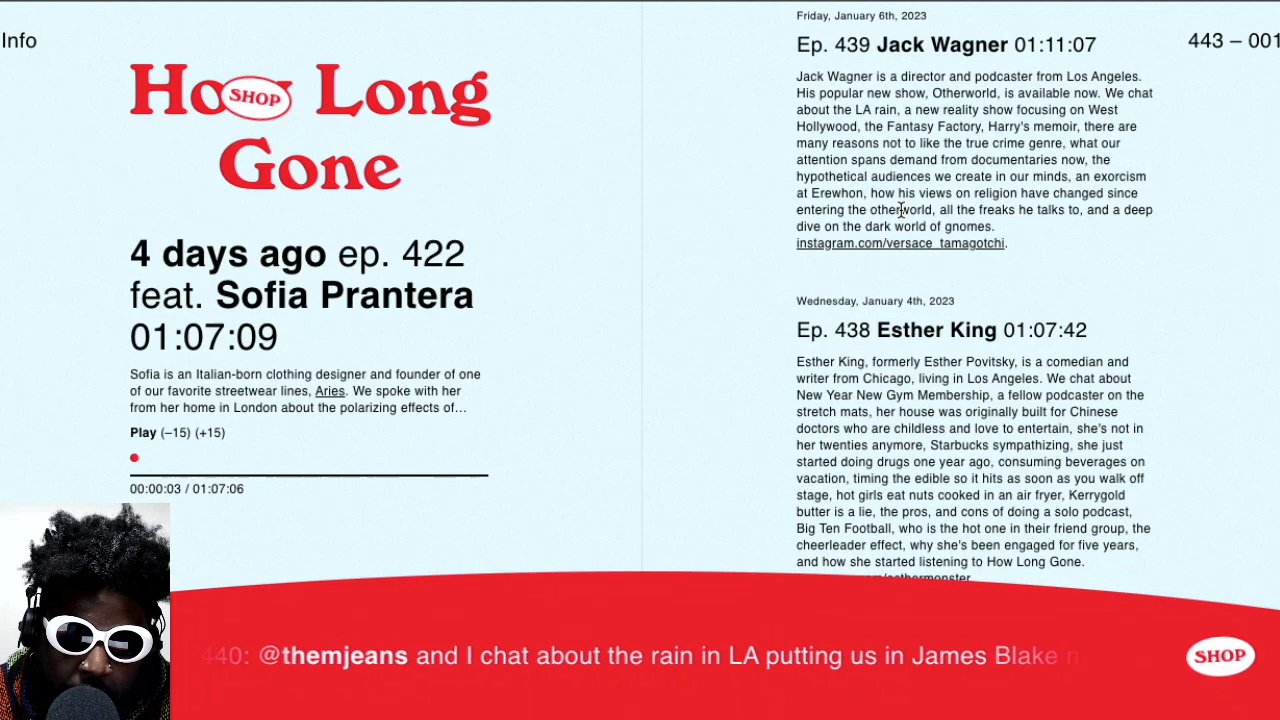 Info
How Long
SHOP
Gone
4 days ago ep. 422
feat. Sofia Prantera
01:07:09
Sofia is an Italian-born clothing designer and founder of one
of our favorite streetwear lines, Aries. We spoke with her
from her home in London about the polarizing effects of…
Play (–15) (+15)
00:00:03 / 01:07:06
Friday, January 6th, 2023
Ep. 439 Jack Wagner 01:11:07
Jack Wagner is a director and podcaster from Los Angeles.
His popular new show, Otherworld, is available now. We chat
about the LA rain, a new reality show focusing on West
Hollywood, the Fantasy Factory, Harry's memoir, there are
many reasons not to like the true crime genre, what our
attention spans demand from documentaries now, the
hypothetical audiences we create in our minds, an exorcism
at Erewhon, how his views on religion have changed since
entering the otherworld, all the freaks he talks to, and a deep
dive on the dark world of gnomes.
instagram.com/versace_tamagotchi.
Wednesday, January 4th, 2023
Ep. 438 Esther King 01:07:42
Esther King, formerly Esther Povitsky, is a comedian and
writer from Chicago, living in Los Angeles. We chat about
New Year New Gym Membership, a fellow podcaster on the
stretch mats, her house was originally built for Chinese
doctors who are childless and love to entertain, she's not in
her twenties anymore, Starbucks sympathizing, she just
started doing drugs one year ago, consuming beverages on
vacation, timing the edible so it hits as soon as you walk off
stage, hot girls eat nuts cooked in an air fryer, Kerrygold
butter is a lie, the pros, and cons of doing a solo podcast,
Big Ten Football, who is the hot one in their friend group, the
cheerleader effect, why she's been engaged for five years,
and how she started listening to How Long Gone.
443 – 001
440: @themjeans and I chat about the rain in LA putting us in James Blake
SHOP